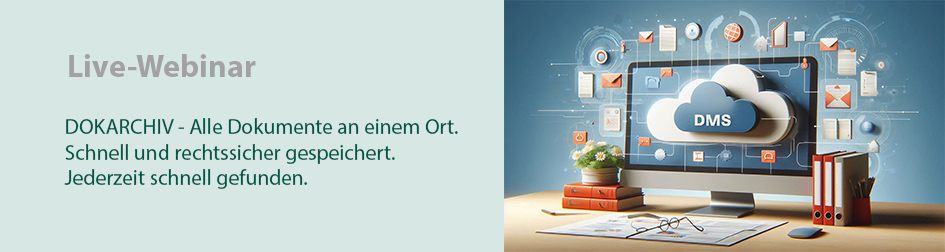 Live-Webinar
DOKARCHIV - Alle Dokumente an einem Ort.
Schnell und rechtssicher gespeichert.
Jederzeit schnell gefunden.
DMS